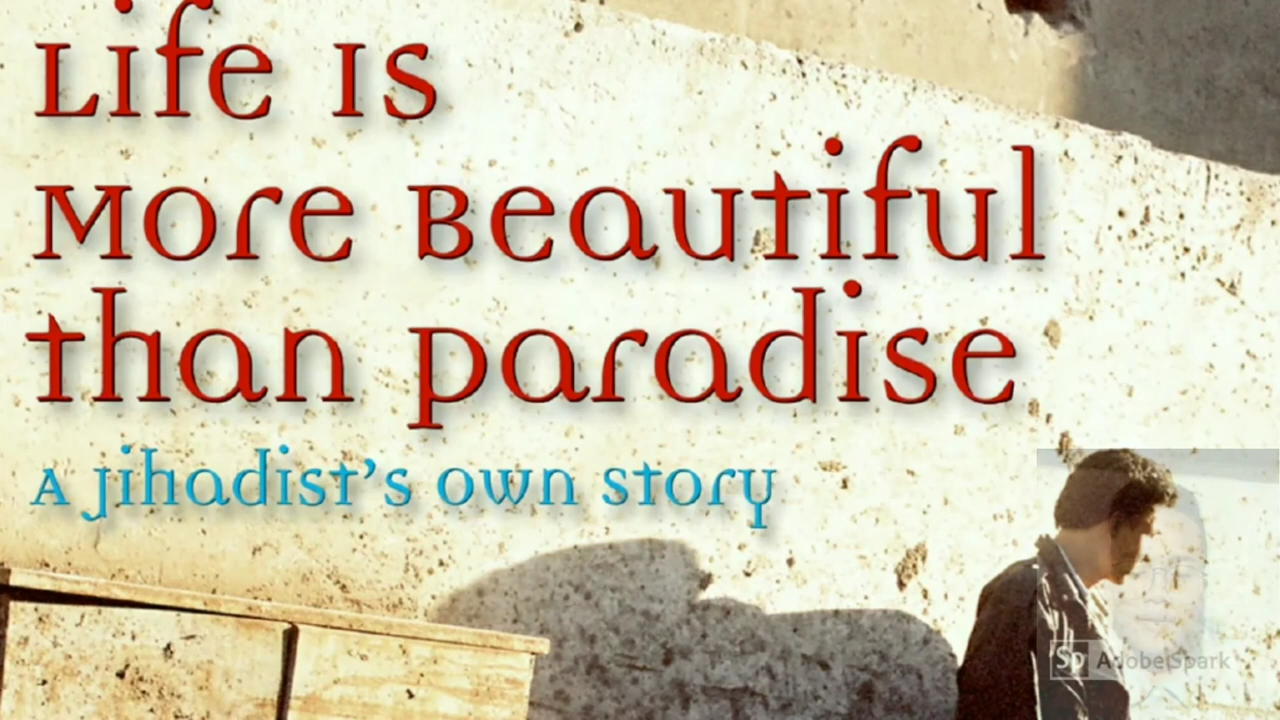 Life Is
More Beautiful
than paradise
A Jihadist's own story
Sp Adobe Spark